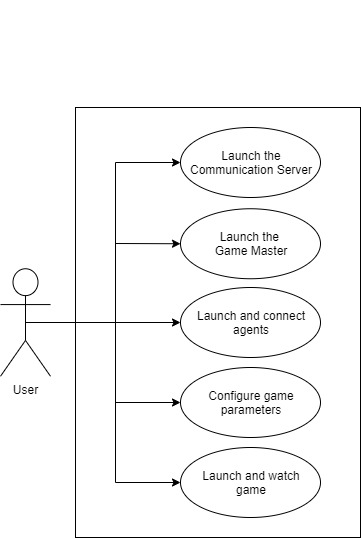 Launch the
Communication Server
Launch the
Game Master
Launch and connect
agents
User
Configure game
parameters
Launch and watch
game